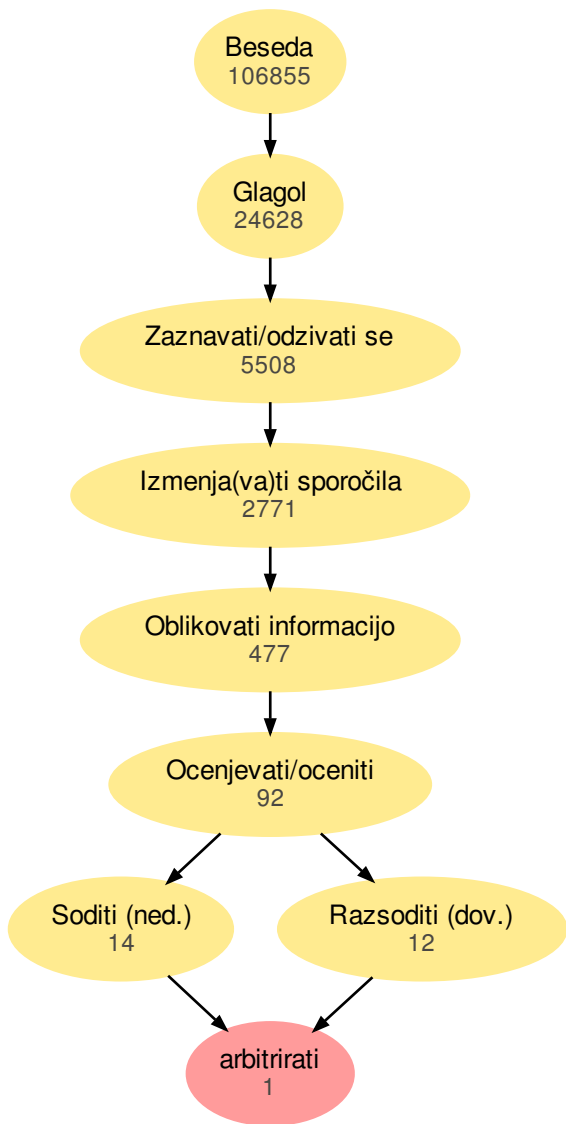 Beseda
106855
Glagol
24628
Zaznavati/odzivati se
5508
Izmenja(va)ti sporočila
2771
Oblikovati informacijo
477
Ocenjevati/oceniti
92
Soditi (ned.)
14
Razsoditi (dov.)
12
arbitrirati
1